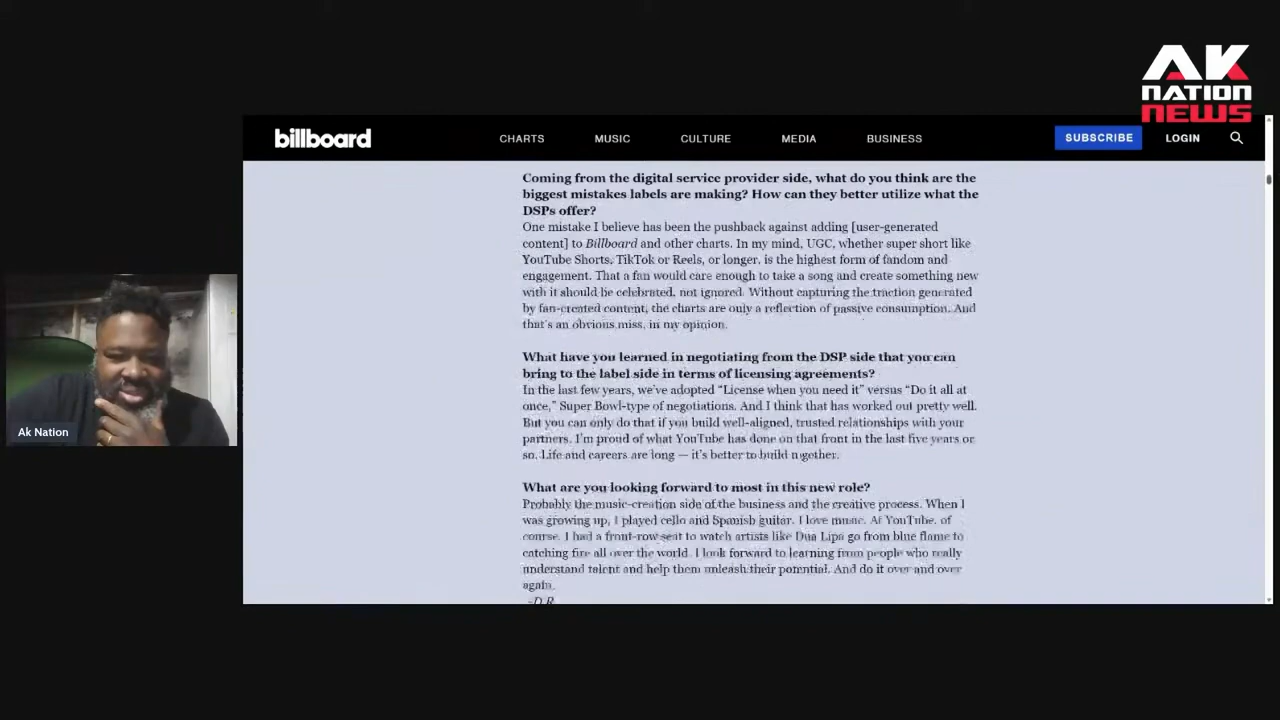 AK
NATION
NEWS
billboard
CHARTS
MUSIC
CULTURE
MEDIA
BUSINESS
SUBSCRIBE
LOGIN
Coming from the digital service provider side, what do you think are the
biggest mistakes labels are making? How can they better utilize what the
DSPs offer?
One mistake I believe has been the pushback against adding [user-generated
content] to Billboard and other charts. In my mind, UGC, whether super short like
YouTube Shorts, TikTok or Reels, or longer, is the highest form of fandom and
engagement. That a fan would care enough to take a song and create something new
with it should be celebrated, not ignored. Without capturing the traction generated
by fan-created content, the charts are only a reflection of passive consumption. And
that's an obvious miss, in my opinion.
What have you learned in negotiating from the DSP side that you can
bring to the label side in terms of licensing agreements?
In the last few years, we've adopted “License when you need it” versus “Do it all at
once,” Super Bowl-type of negotiations. And I think that has worked out pretty well.
But you can only do that if you build well-aligned, trusted relationships with your
partners. I'm proud of what YouTube has done on that front in the last five years or
so. Life and careers are long — it's better to build together.
What are you looking forward to most in this new role?
Probably the music-creation side of the business and the creative process. When I
was growing up, I played cello and Spanish guitar. I love music. At YouTube, of
course, I had a front-row seat to watch artists like Dua Lipa go from blue flame to
catching fire all over the world. I look forward to learning from people who really
understand talent and help them unleash their potential. And do it over and over
again.
–D.R.
Ak Nation